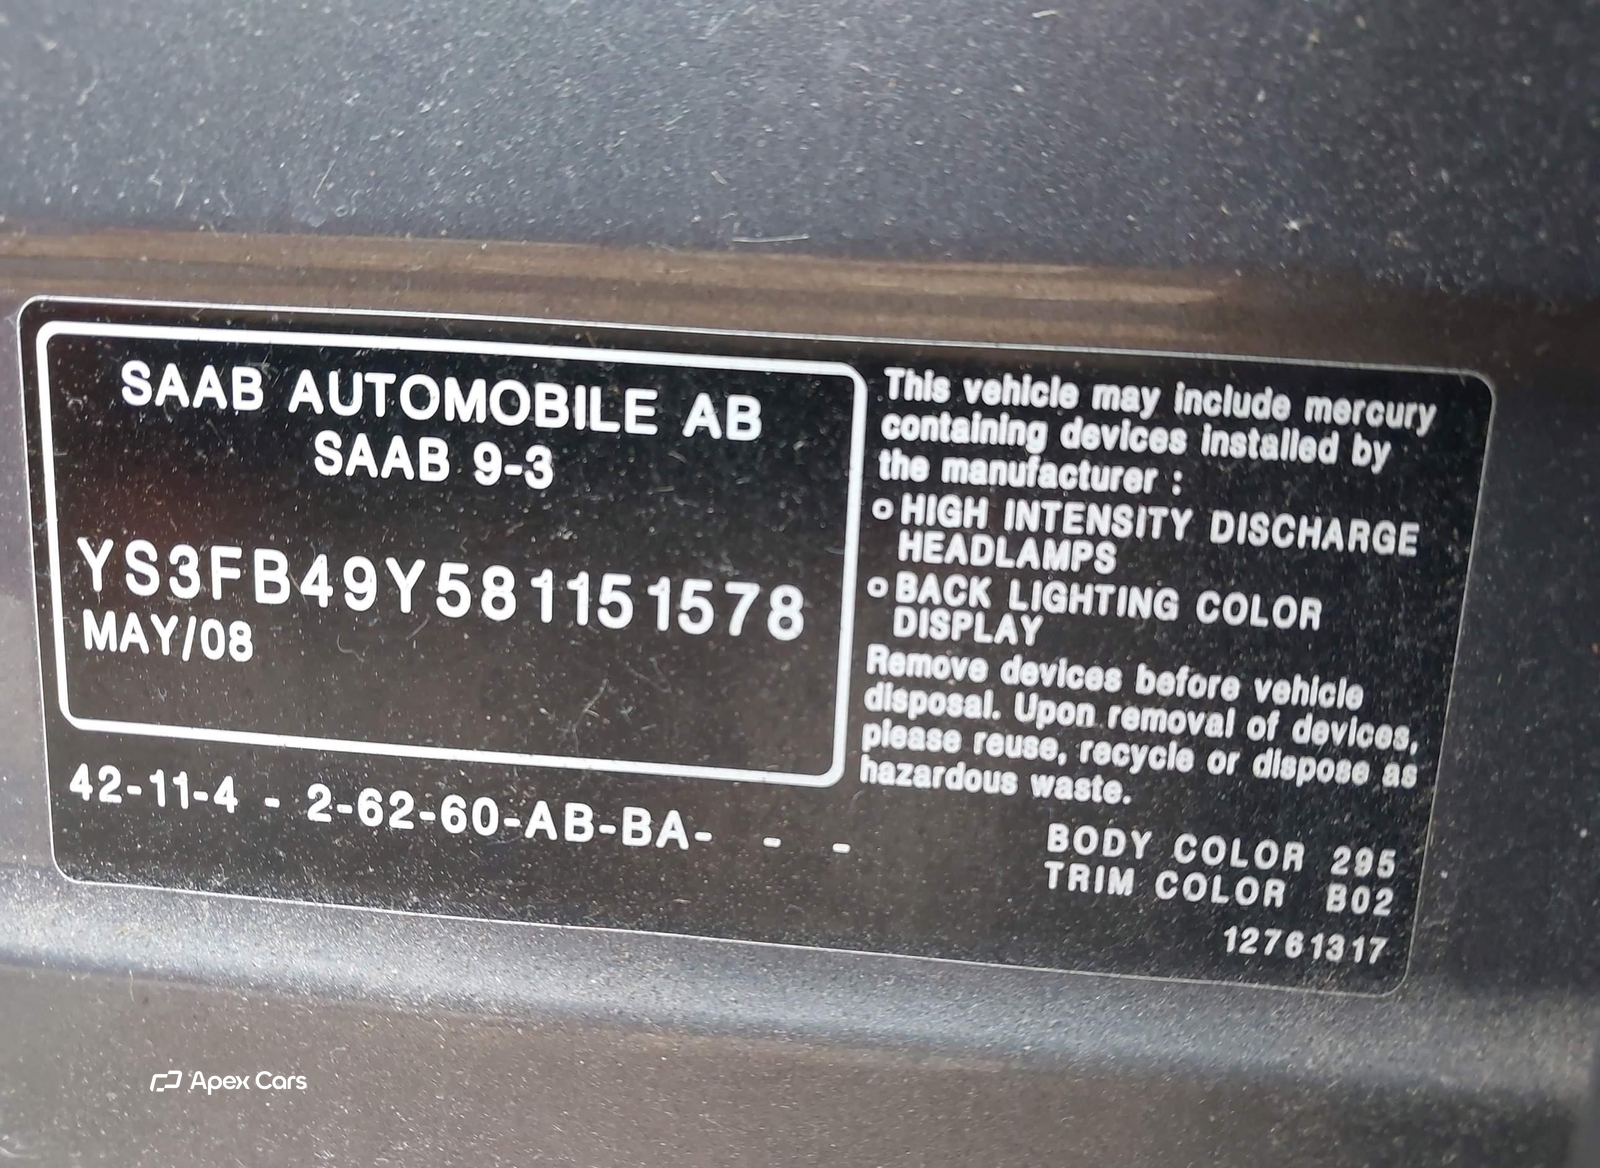 SAAB AUTOMOBILE AB
SAAB 9-3
YS3FB49Y581151578
MAY/08
42-11-4 - 2-62-60-AB-BA- - -
This vehicle may include mercury
containing devices installed by
the manufacturer :
o HIGH INTENSITY DISCHARGE
HEADLAMPS
o BACK LIGHTING COLOR
DISPLAY
Remove devices before vehicle
disposal. Upon removal of devices,
please reuse, recycle or dispose as
hazardous waste.
BODY COLOR 295
TRIM COLOR B02
12761317
Apex Cars